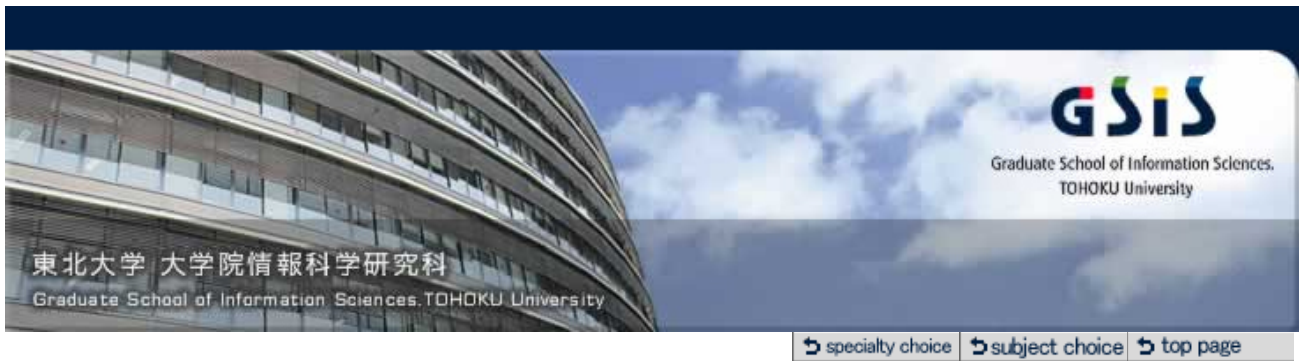 GSiS
Graduate School of Information Sciences.
TOHOKU University
東北大学 大学院情報科学研究科
Graduate School of Information Sciences.TOHOKU University
specialty choice subject choice top page